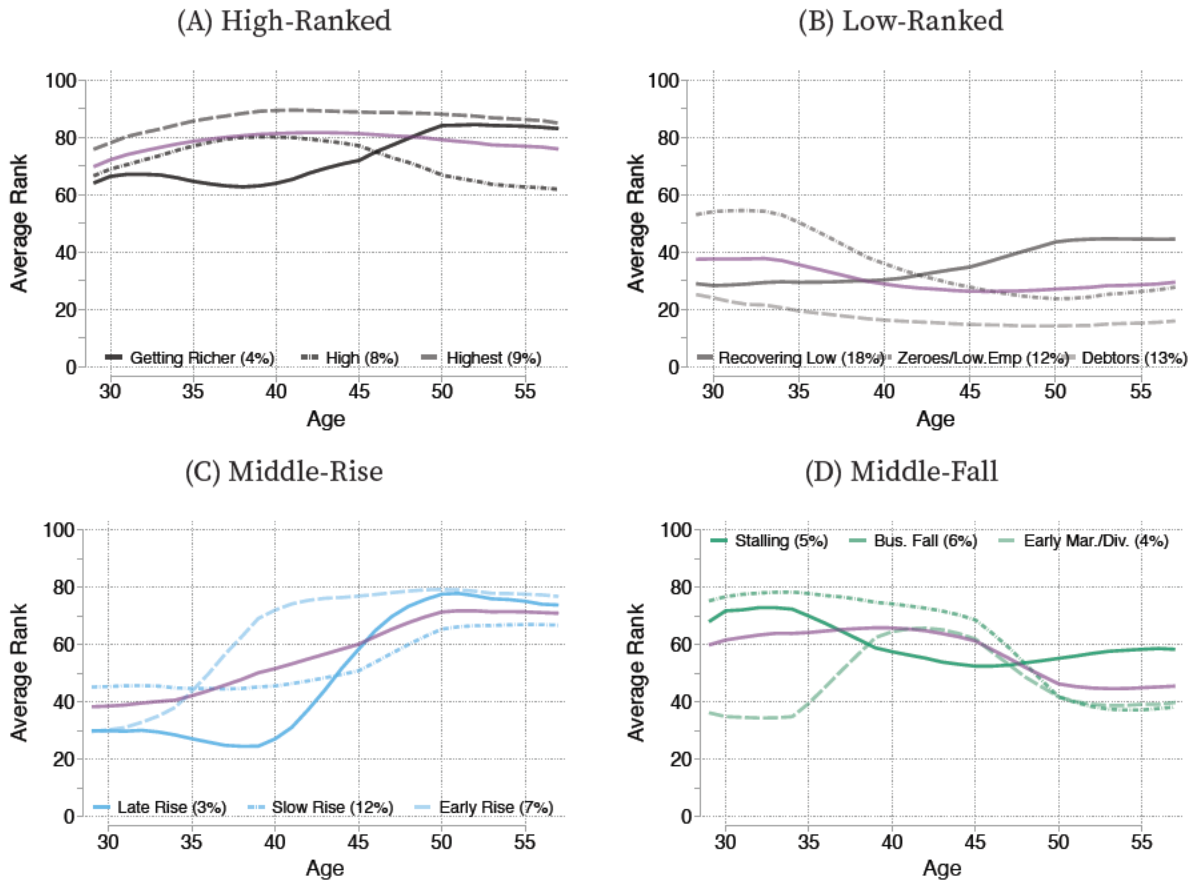 (A) High-Ranked
Average Rank
100
80
60
40
20
0
Getting Richer (4%) High (8%) Highest (9%)
30 35 40 45 50 55
Age
(B) Low-Ranked
Average Rank
100
80
60
40
20
0
Recovering Low (18%) Zeroes/Low.Emp (12%) Debtors (13%)
30 35 40 45 50 55
Age
(C) Middle-Rise
Average Rank
100
80
60
40
20
0
Late Rise (3%) Slow Rise (12%) Early Rise (7%)
30 35 40 45 50 55
Age
(D) Middle-Fall
Average Rank
100
Stalling (5%) Bus. Fall (6%) Early Mar./Div. (4%)
80
60
40
20
0
30 35 40 45 50 55
Age